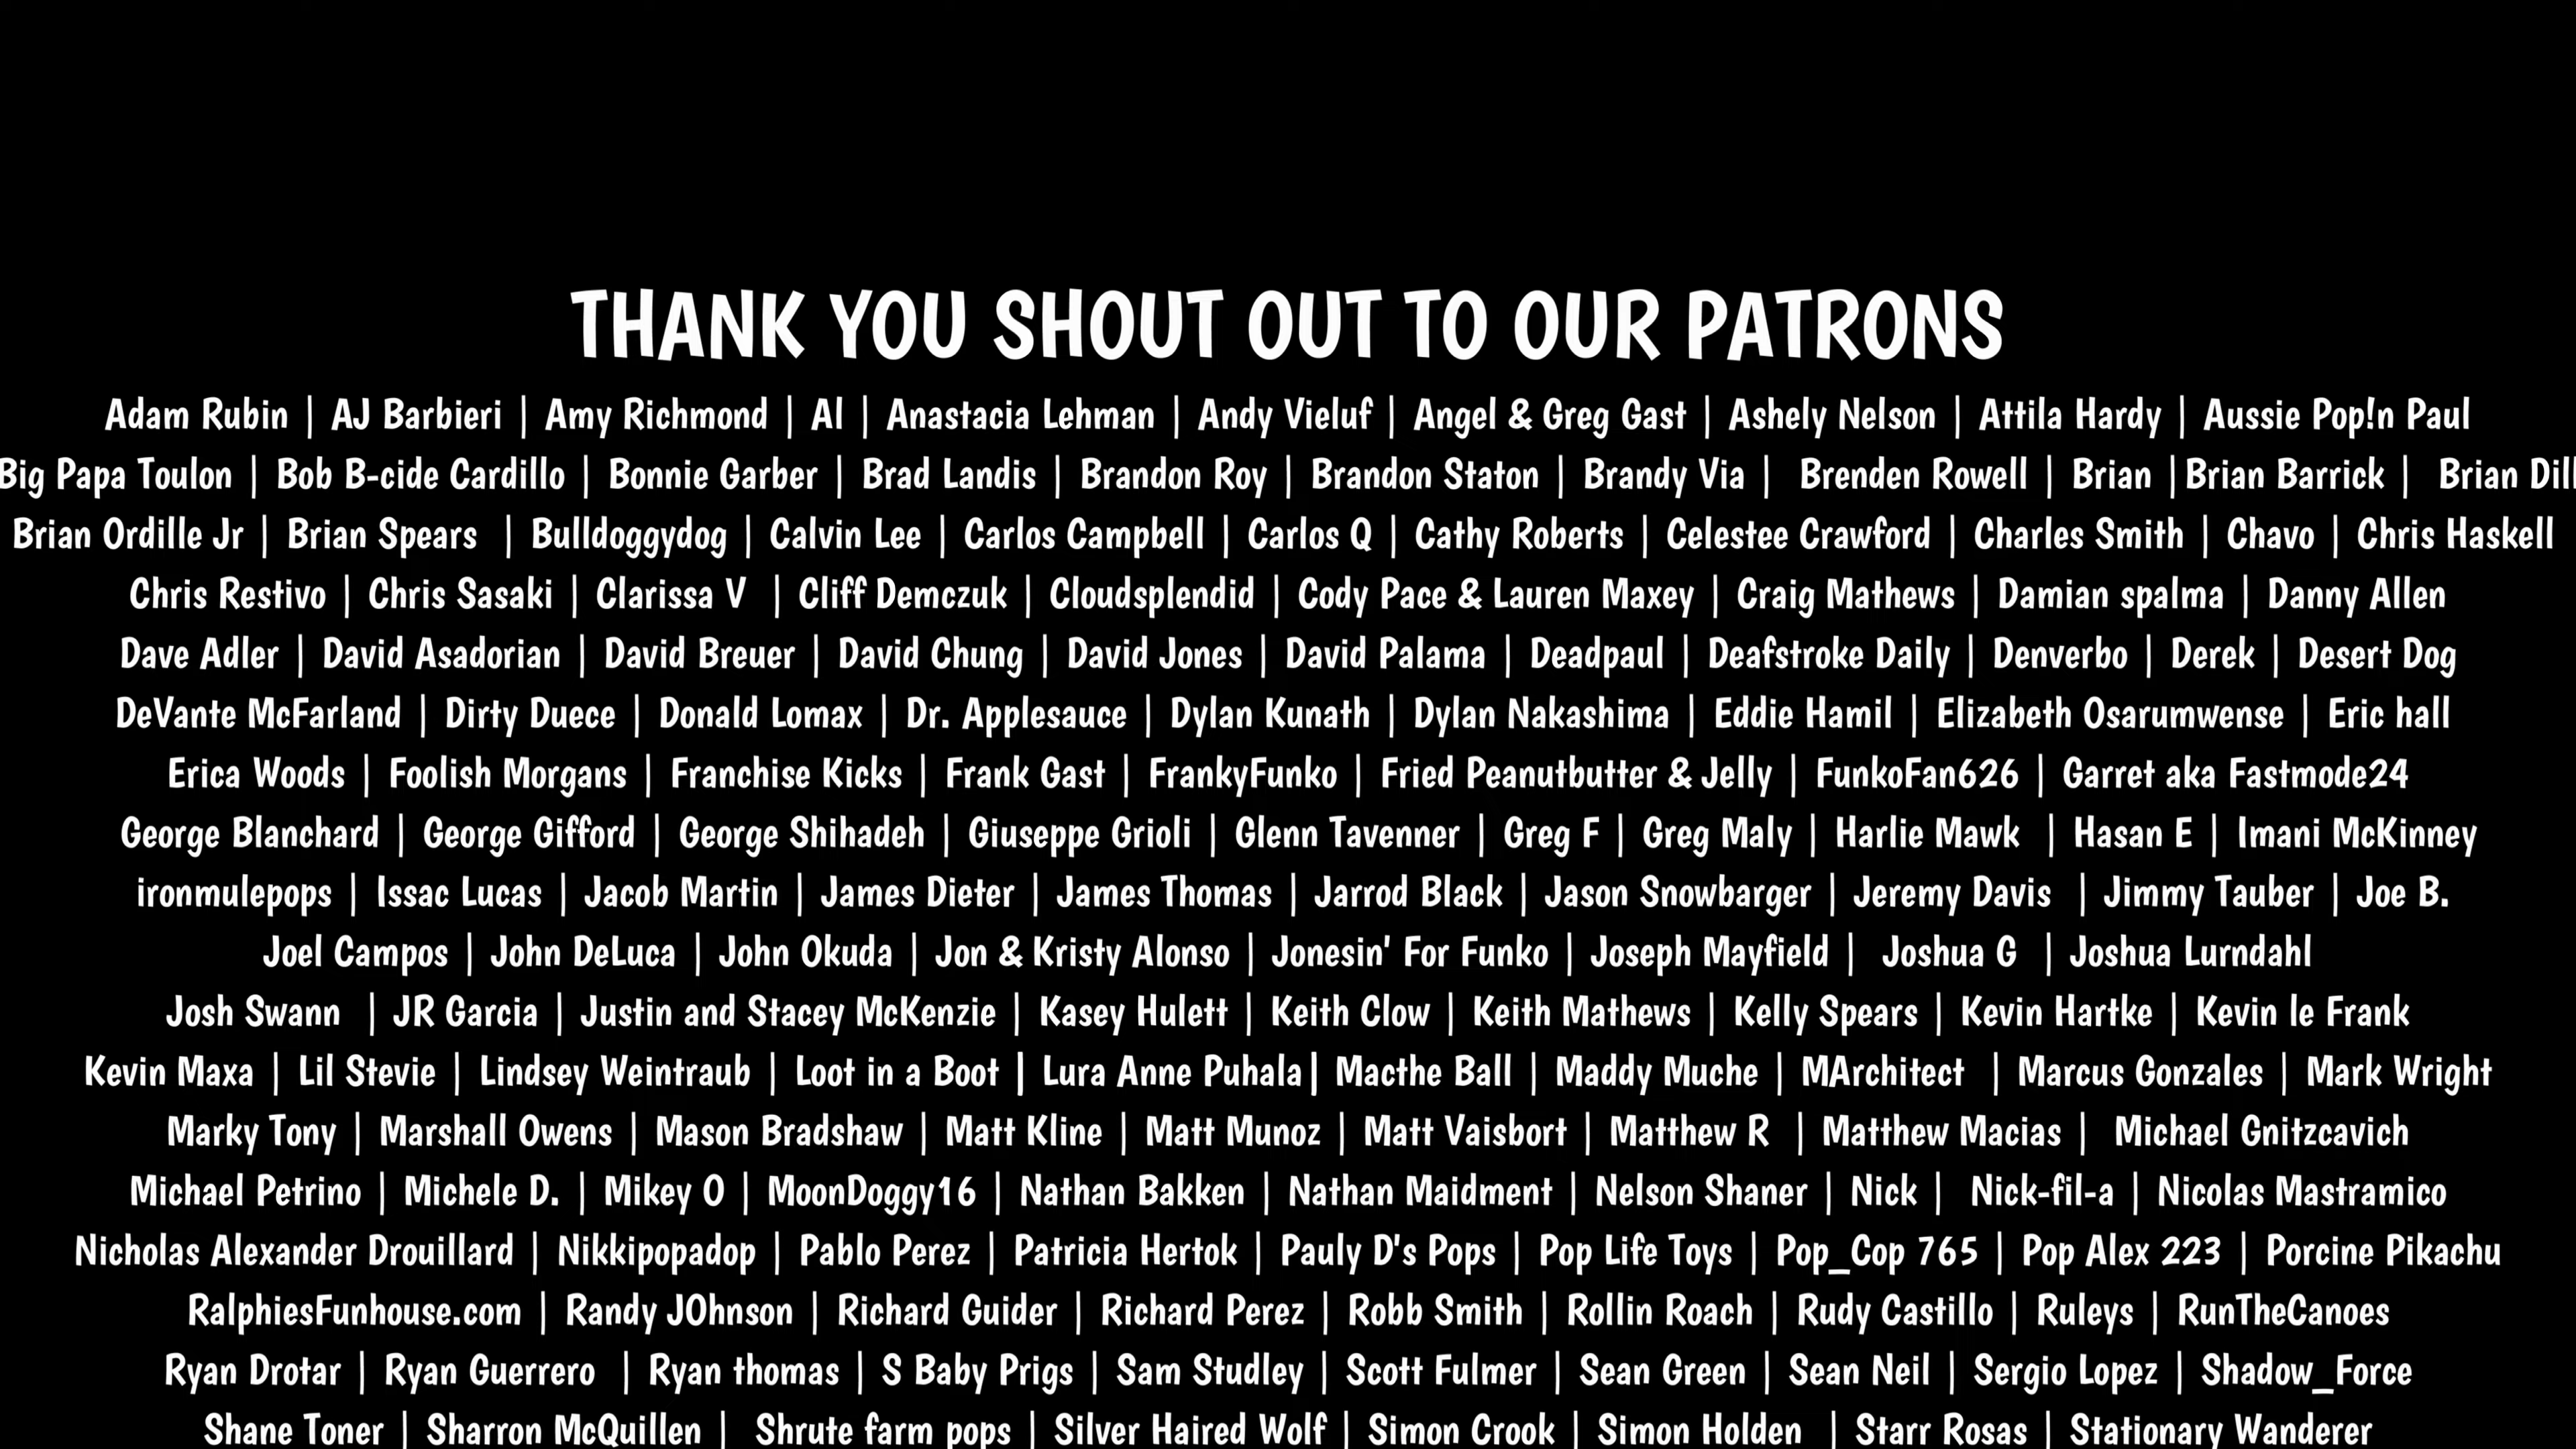 THANK YOU SHOUT OUT TO OUR PATRONS
Adam Rubin | AJ Barbieri | Amy Richmond | Al | Anastacia Lehman | Andy Vieluf | Angel & Greg Gast | Ashely Nelson | Attila Hardy | Aussie Pop!n Paul
Big Papa Toulon | Bob B-cide Cardillo | Bonnie Garber | Brad Landis | Brandon Roy | Brandon Staton | Brandy Via | Brenden Rowell | Brian | Brian Barrick | Brian Dill
Brian Ordille Jr | Brian Spears | Bulldoggydog | Calvin Lee | Carlos Campbell | Carlos Q | Cathy Roberts | Celestee Crawford | Charles Smith | Chavo | Chris Haskell
Chris Restivo | Chris Sasaki | Clarissa V | Cliff Demczuk | Cloudsplendid | Cody Pace & Lauren Maxey | Craig Mathews | Damian spalma | Danny Allen
Dave Adler | David Asadorian | David Breuer | David Chung | David Jones | David Palama | Deadpaul | Deafstroke Daily | Denverbo | Derek | Desert Dog
DeVante McFarland | Dirty Duece | Donald Lomax | Dr. Applesauce | Dylan Kunath | Dylan Nakashima | Eddie Hamil | Elizabeth Osarumwense | Eric hall
Erica Woods | Foolish Morgans | Franchise Kicks | Frank Gast | FrankyFunko | Fried Peanutbutter & Jelly | FunkoFan626 | Garret aka Fastmode24
George Blanchard | George Gifford | George Shihadeh | Giuseppe Grioli | Glenn Tavenner | Greg F | Greg Maly | Harlie Mawk | Hasan E | Imani McKinney
ironmulepops | Issac Lucas | Jacob Martin | James Dieter | James Thomas | Jarrod Black | Jason Snowbarger | Jeremy Davis | Jimmy Tauber | Joe B.
Joel Campos | John DeLuca | John Okuda | Jon & Kristy Alonso | Jonesin' For Funko | Joseph Mayfield | Joshua G | Joshua Lurndahl
Josh Swann | JR Garcia | Justin and Stacey McKenzie | Kasey Hulett | Keith Clow | Keith Mathews | Kelly Spears | Kevin Hartke | Kevin le Frank
Kevin Maxa | Lil Stevie | Lindsey Weintraub | Loot in a Boot | Lura Anne Puhala| Macthe Ball | Maddy Muche | MArchitect | Marcus Gonzales | Mark Wright
Marky Tony | Marshall Owens | Mason Bradshaw | Matt Kline | Matt Munoz | Matt Vaisbort | Matthew R | Matthew Macias | Michael Gnitzcavich
Michael Petrino | Michele D. | Mikey O | MoonDoggy16 | Nathan Bakken | Nathan Maidment | Nelson Shaner | Nick | Nick-fil-a | Nicolas Mastramico
Nicholas Alexander Drouillard | Nikkipopadop | Pablo Perez | Patricia Hertok | Pauly D's Pops | Pop Life Toys | Pop_Cop 765 | Pop Alex 223 | Porcine Pikachu
RalphiesFunhouse.com | Randy JOhnson | Richard Guider | Richard Perez | Robb Smith | Rollin Roach | Rudy Castillo | Ruleys | RunTheCanoes
Ryan Drotar | Ryan Guerrero | Ryan thomas | S Baby Prigs | Sam Studley | Scott Fulmer | Sean Green | Sean Neil | Sergio Lopez | Shadow_Force
Shane Toner | Sharron McQuillen | Shrute farm pops | Silver Haired Wolf | Simon Crook | Simon Holden | Starr Rosas | Stationary Wanderer